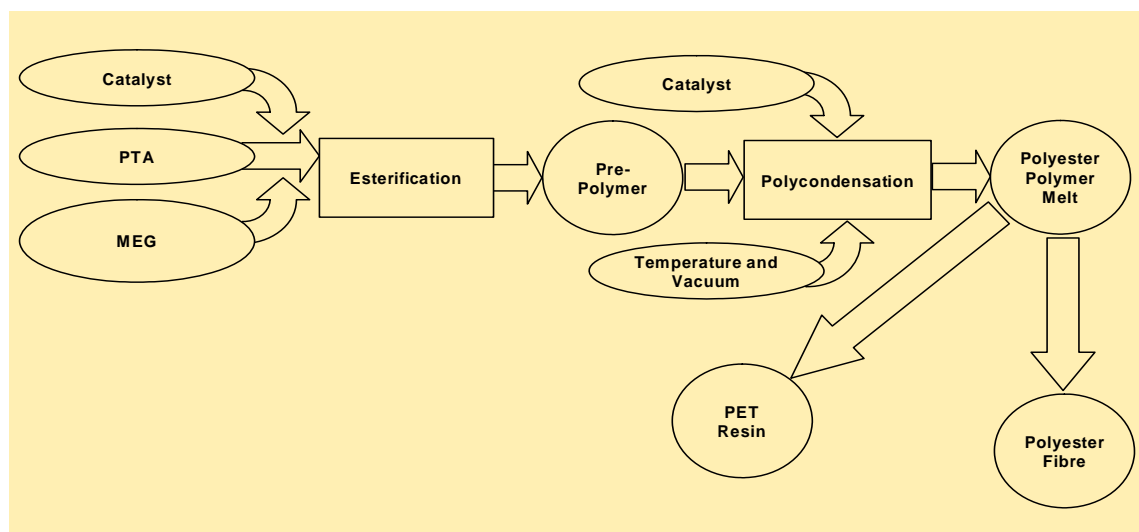 Catalyst
PTA
MEG
Esterification
Pre-
Polymer
Catalyst
Polycondensation
Temperature and
Vacuum
Polyester
Polymer
Melt
PET
Resin
Polyester
Fibre